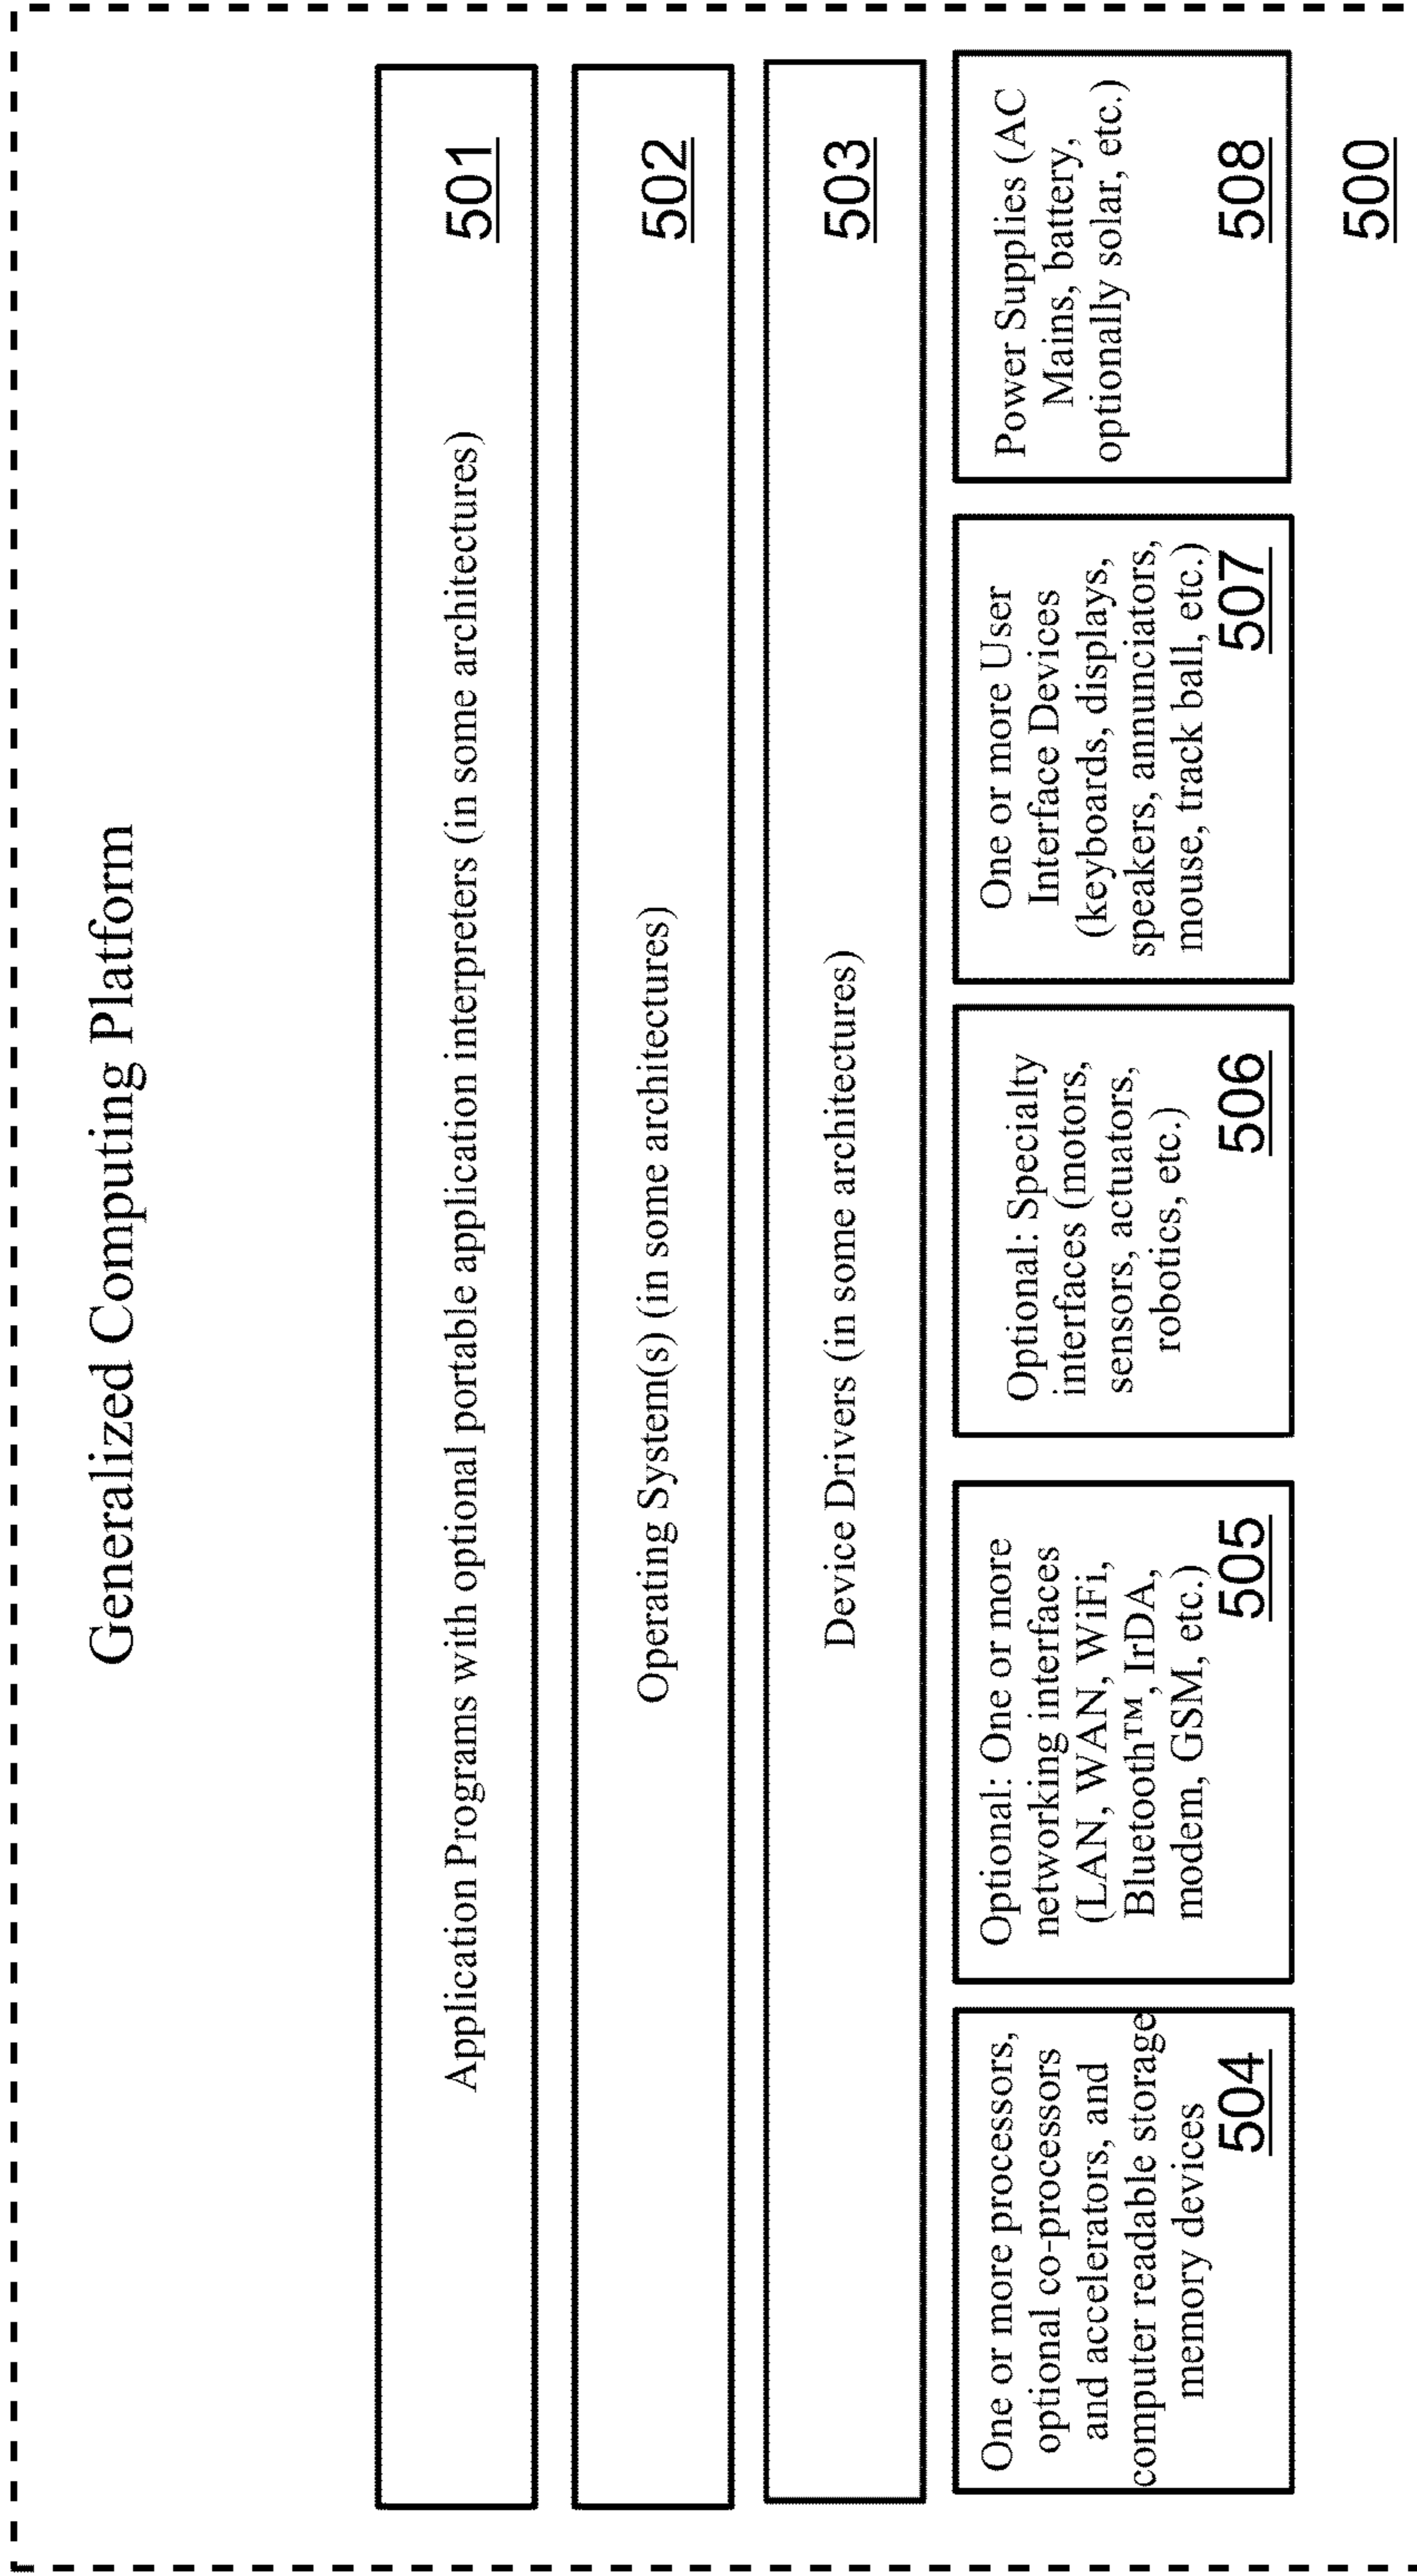 Generalized Computing Platform
Application Programs with optional portable application interpreters (in some architectures)
501
Operating System(s) (in some architectures)
502
Device Drivers (in some architectures)
503
One or more processors,
optional co-processors
and accelerators, and
computer readable storage
memory devices
504
Optional: One or more
networking interfaces
(LAN, WAN, WiFi,
Bluetooth™, IrDA,
modem, GSM, etc.)
505
Optional: Specialty
interfaces (motors,
sensors, actuators,
robotics, etc.)
506
One or more User
Interface Devices
(keyboards, displays,
speakers, annunciators,
mouse, track ball, etc.)
507
Power Supplies (AC
Mains, battery,
optionally solar, etc.)
508
500